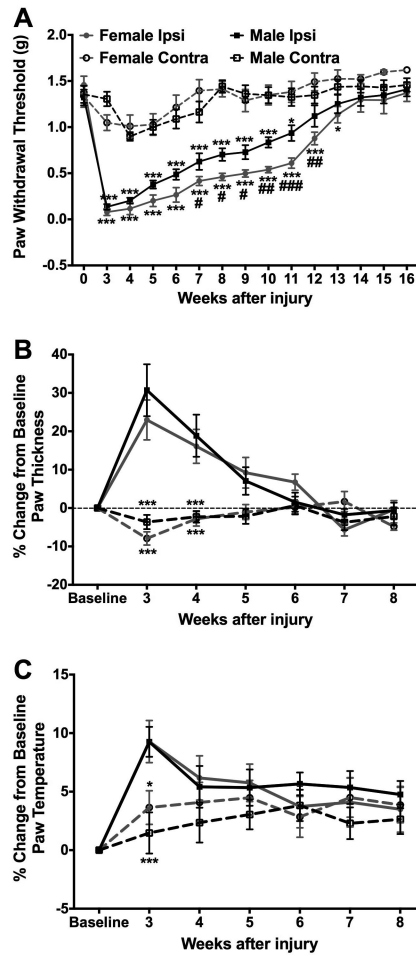 A
Female Ipsi
Male Ipsi
Female Contra
Male Contra
Paw Withdrawal Threshold (g)
2.0
1.5
1.0
0.5
0.0
-0.5
*** *** *** *** *** *** *** *** * 
*** *** *** *** *** *** *** *** *** *** *
# # # ## ### ##
0 3 4 5 6 7 8 9 10 11 12 13 14 15 16
Weeks after injury
B
% Change from Baseline
Paw Thickness
40
30
20
10
0
-10
-20
*** ***
*** ***
Baseline 3 4 5 6 7 8
Weeks after injury
C
% Change from Baseline
Paw Temperature
15
10
5
0
-5
*
***
Baseline 3 4 5 6 7 8
Weeks after injury